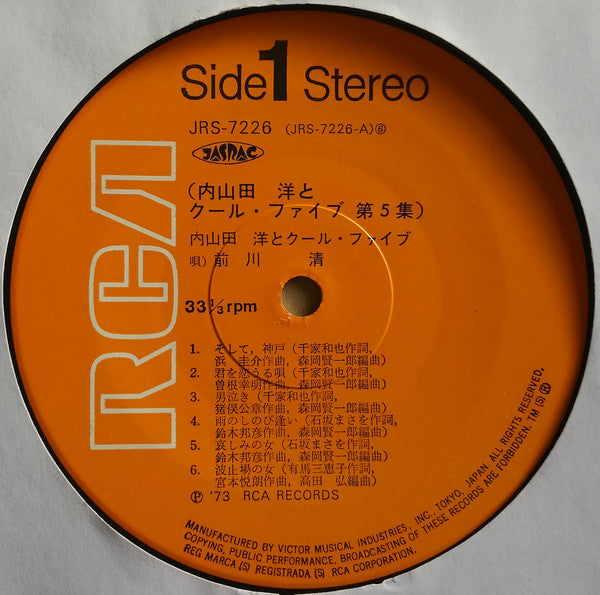 Side 1 Stereo
JRS-7226 (JRS-7226-A)⑥
JASRAC
RCA
(内山田 洋と
クール・ファイブ 第5集)
内山田 洋とクール・ファイブ
唄)前川 清
33 1/3 rpm
1. そして,神戸(千家和也作詞,
浜 圭介作曲,森岡賢一郎編曲)
2. 君を恋うる唄(千家和也作詞,
曽根幸明作曲,森岡賢一郎編曲)
3. 男泣き(千家和也作詞,
猪俣公章作曲,森岡賢一郎編曲)
4. 雨のしのび逢い(石坂まさを作詞,
鈴木邦彦作曲,森岡賢一郎編曲)
5. 哀しみの女(石坂まさを作詞,
鈴木邦彦作曲,森岡賢一郎編曲)
6. 波止場の女(有馬三恵子作詞,
宮本悦朗作曲,高田 弘編曲)
Ⓟ '73 RCA RECORDS
MANUFACTURED BY VICTOR MUSICAL INDUSTRIES, INC., TOKYO, JAPAN. ALL RIGHTS RESERVED.
COPYING, PUBLIC PERFORMANCE, BROADCASTING OF THESE RECORDS ARE FORBIDDEN. TM(S)®
REG MARCA(S) REGISTRADA(S) RCA CORPORATION.